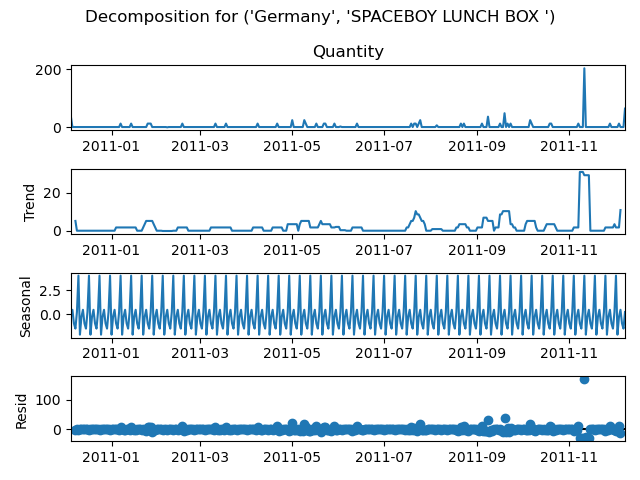 Decomposition for ('Germany', 'SPACEBOY LUNCH BOX ')
Quantity
200
0
2011-01 2011-03 2011-05 2011-07 2011-09 2011-11
Trend
20
0
2011-01 2011-03 2011-05 2011-07 2011-09 2011-11
Seasonal
2.5
0.0
2011-01 2011-03 2011-05 2011-07 2011-09 2011-11
Resid
100
0
2011-01 2011-03 2011-05 2011-07 2011-09 2011-11